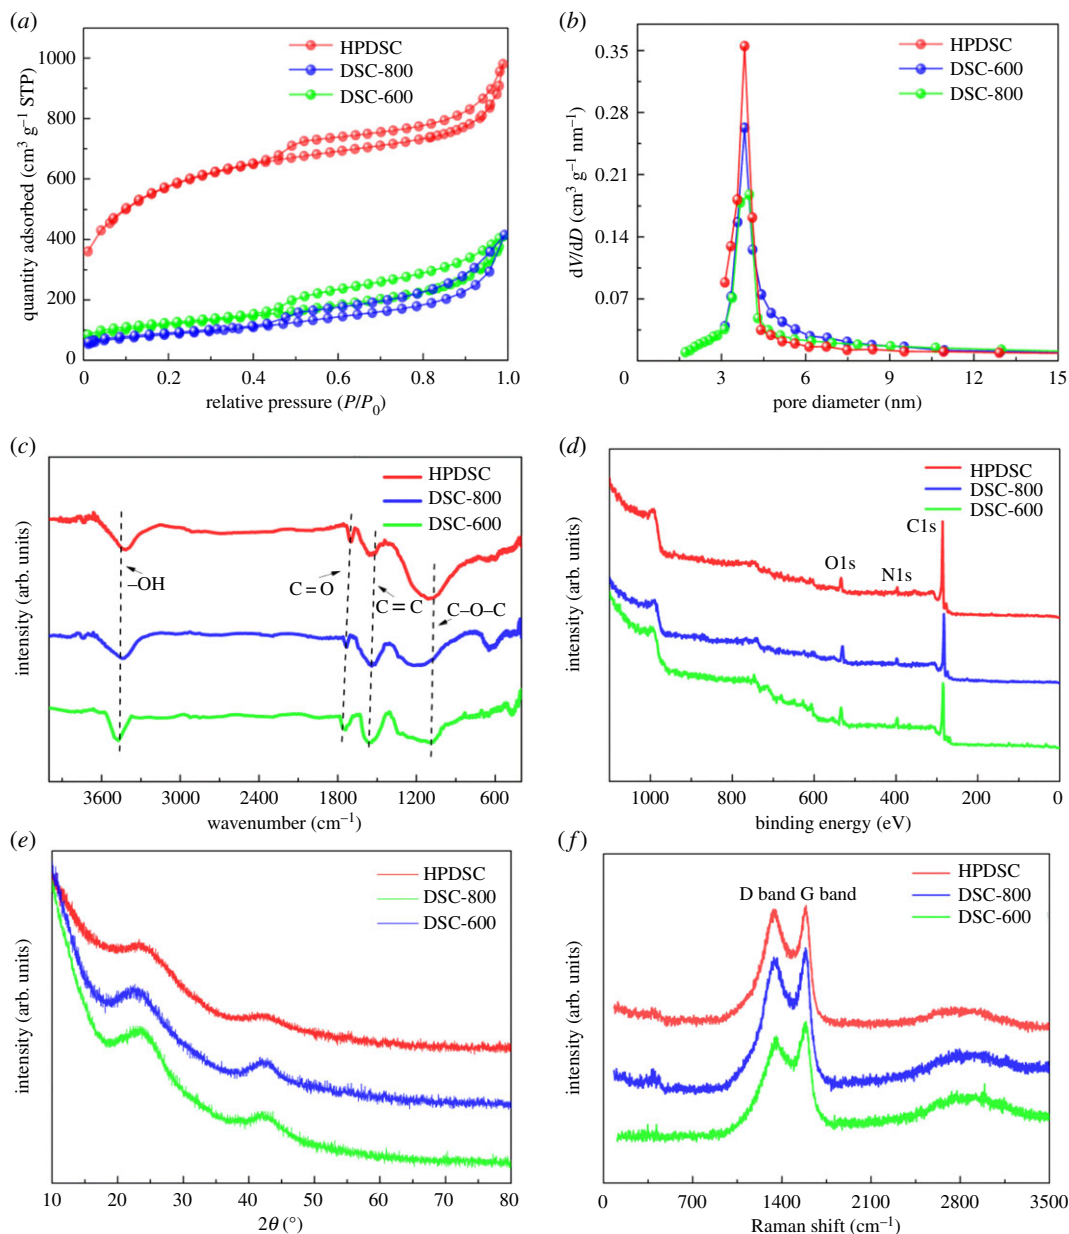 (a)
HPDSC
DSC-800
DSC-600
1000
800
600
400
200
0
quantity adsorbed (cm³ g⁻¹ STP)
0 0.2 0.4 0.6 0.8 1.0
relative pressure (P/P₀)
(b)
HPDSC
DSC-600
DSC-800
0.35
0.28
0.21
0.14
0.07
dV/dD (cm³ g⁻¹ nm⁻¹)
0 3 6 9 12 15
pore diameter (nm)
(c)
HPDSC
DSC-800
DSC-600
–OH
C=O
C=C
C–O–C
intensity (arb. units)
3600 3000 2400 1800 1200 600
wavenumber (cm⁻¹)
(d)
HPDSC
DSC-800
DSC-600
C1s
O1s
N1s
intensity (arb. units)
1000 800 600 400 200 0
binding energy (eV)
(e)
HPDSC
DSC-800
DSC-600
intensity (arb. units)
10 20 30 40 50 60 70 80
2θ (°)
(f)
HPDSC
DSC-800
DSC-600
D band G band
intensity (arb. units)
0 700 1400 2100 2800 3500
Raman shift (cm⁻¹)